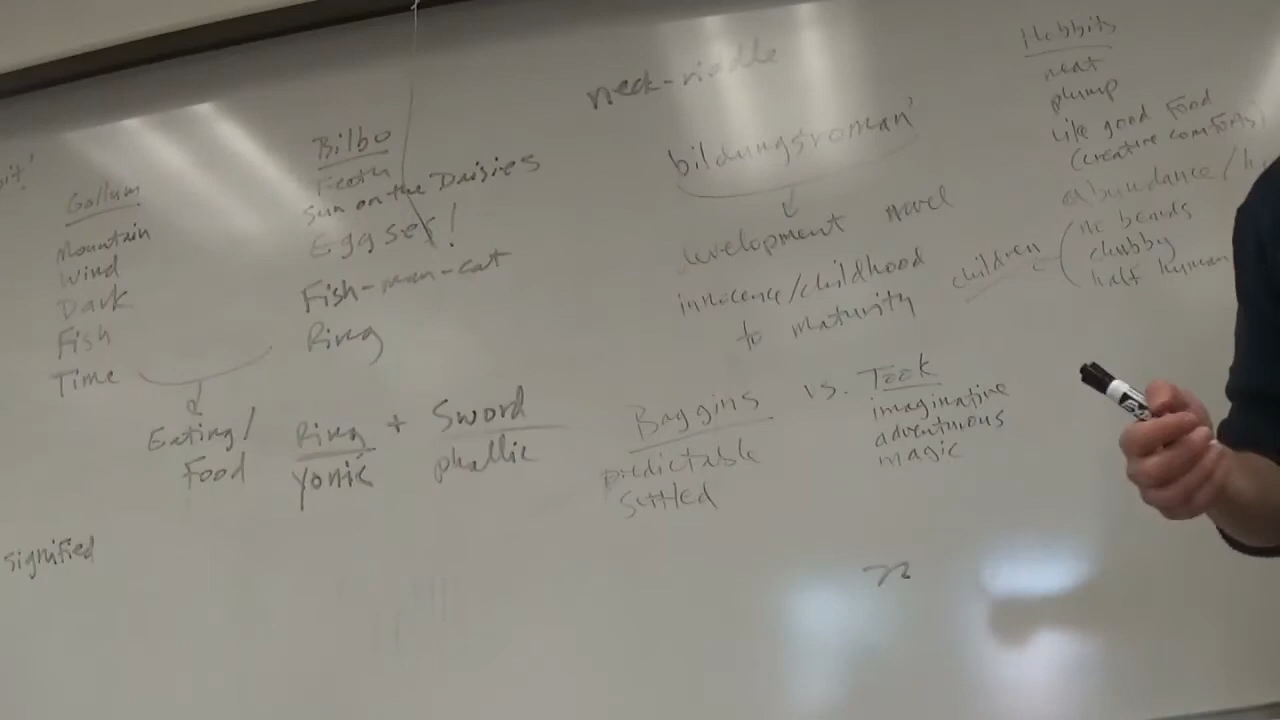 neck-riddle
Gollum
Mountain
Wind
Dark
Fish
Time
Eating/
Food
Bilbo
Teeth
Sun on the Daisies
Eggses!
Fish-man-cat
Ring
Ring + Sword
yonic phallic
bildungsroman
development novel
innocence/childhood
to maturity
children
Baggins vs. Took
predictable
settled
imaginative
adventurous
magic
Hobbits
neat
plump
like good food
(creature comforts)
abundance/
no beards
chubby
half human
signified